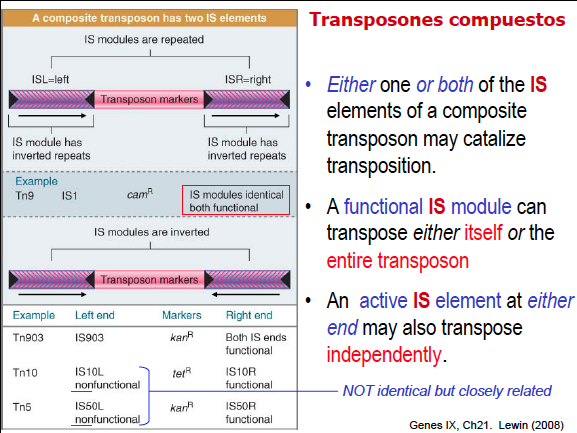 A composite transposon has two IS elements
IS modules are repeated
ISL=left
ISR=right
Transposon markers
IS module has
inverted repeats
IS module has
inverted repeats
Example
Tn9 IS1 camR
IS modules identical
both functional
IS modules are inverted
Transposon markers
Example Left end Markers Right end
Tn903 IS903 kanR Both IS ends
functional
Tn10 IS10L tetR IS10R
nonfunctional functional
Tn5 IS50L kanR IS50R
nonfunctional functional
Transposones compuestos
• Either one or both of the IS
elements of a composite
transposon may catalize
transposition.
• A functional IS module can
transpose either itself or the
entire transposon
• An active IS element at either
end may also transpose
independently.
NOT identical but closely related
Genes IX, Ch21. Lewin (2008)